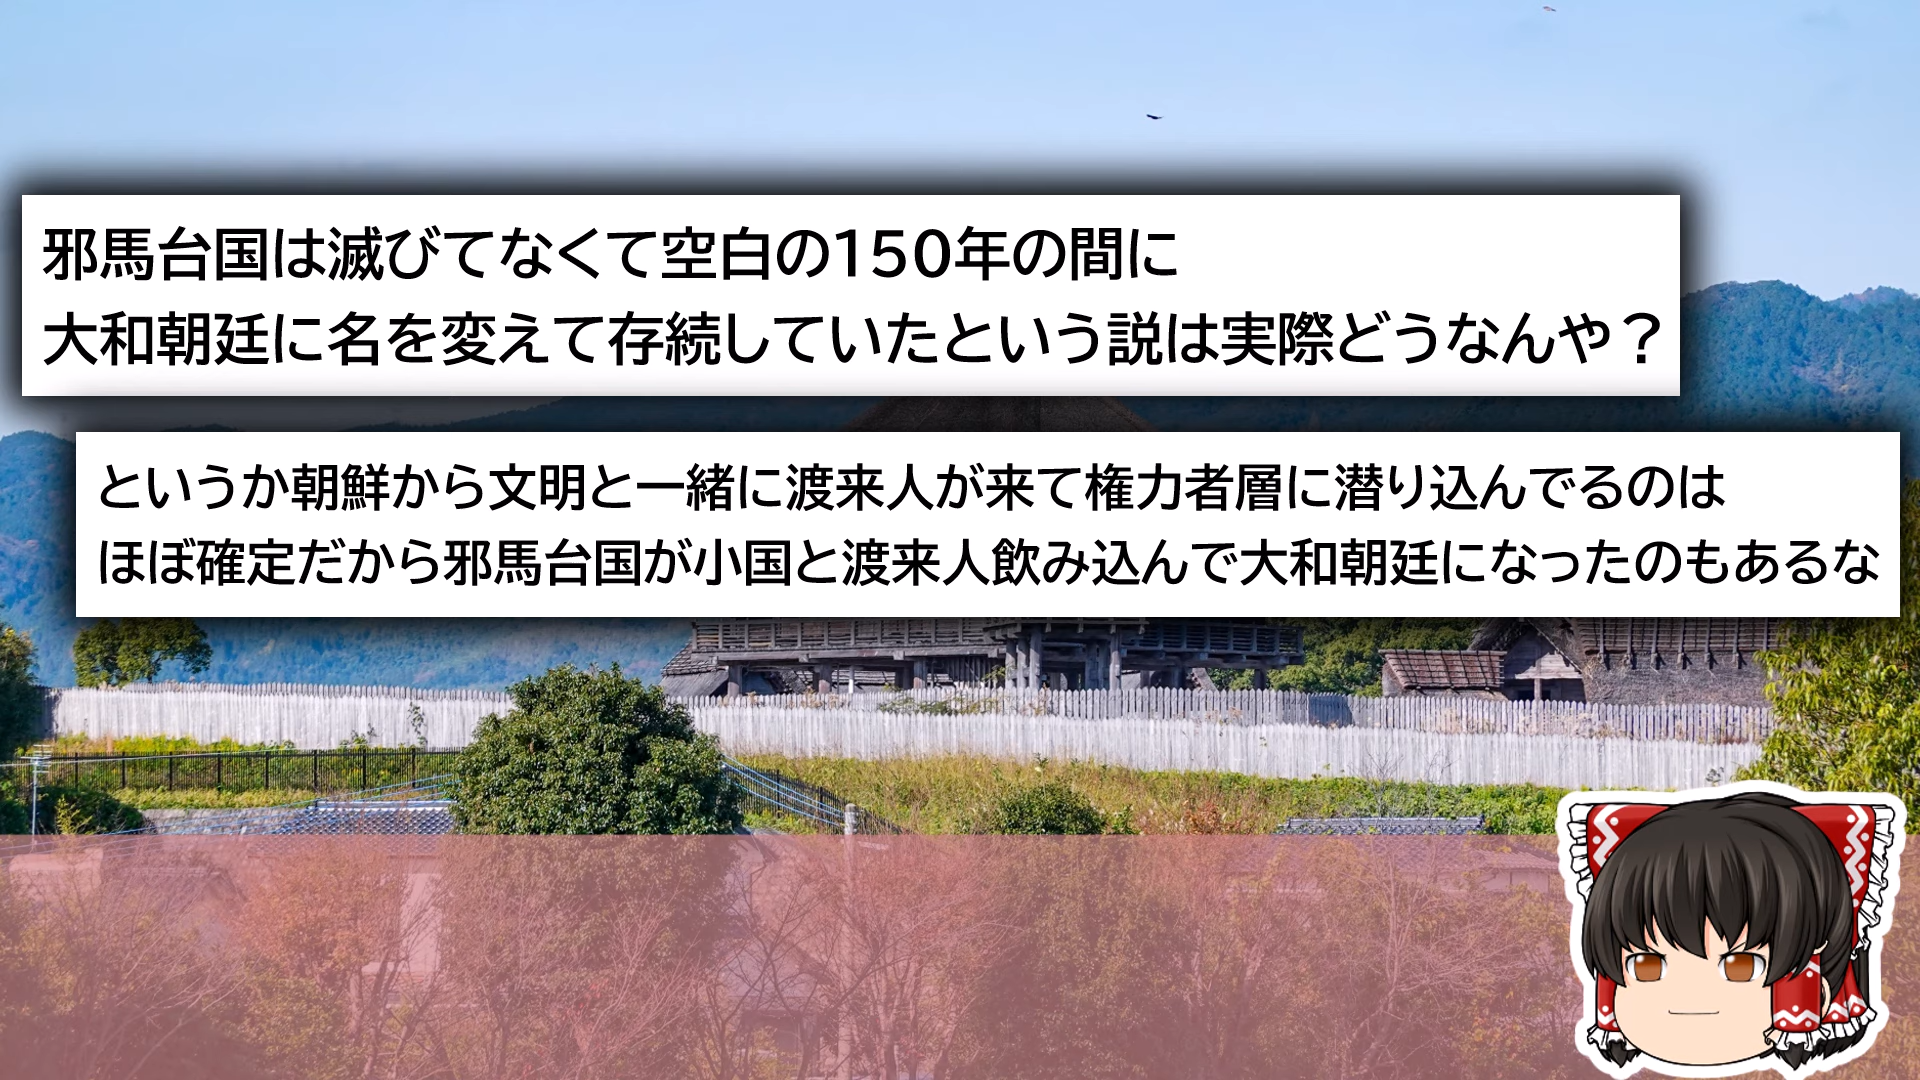 邪馬台国は滅びてなくて空白の150年の間に
大和朝廷に名を変えて存続していたという説は実際どうなんや？
というか朝鮮から文明と一緒に渡来人が来て権力者層に潜り込んでるのは
ほぼ確定だから邪馬台国が小国と渡来人飲み込んで大和朝廷になったのもあるな